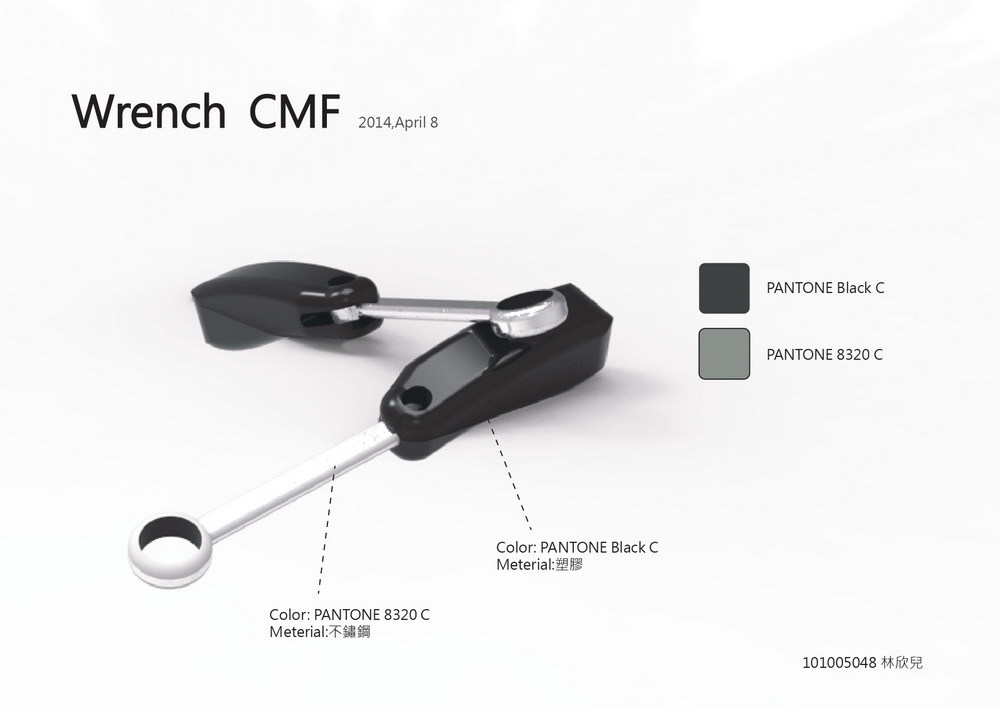 Wrench CMF 2014,April 8
PANTONE Black C
PANTONE 8320 C
Color: PANTONE Black C
Meterial:塑膠
Color: PANTONE 8320 C
Meterial:不鏽鋼
101005048 林欣兒